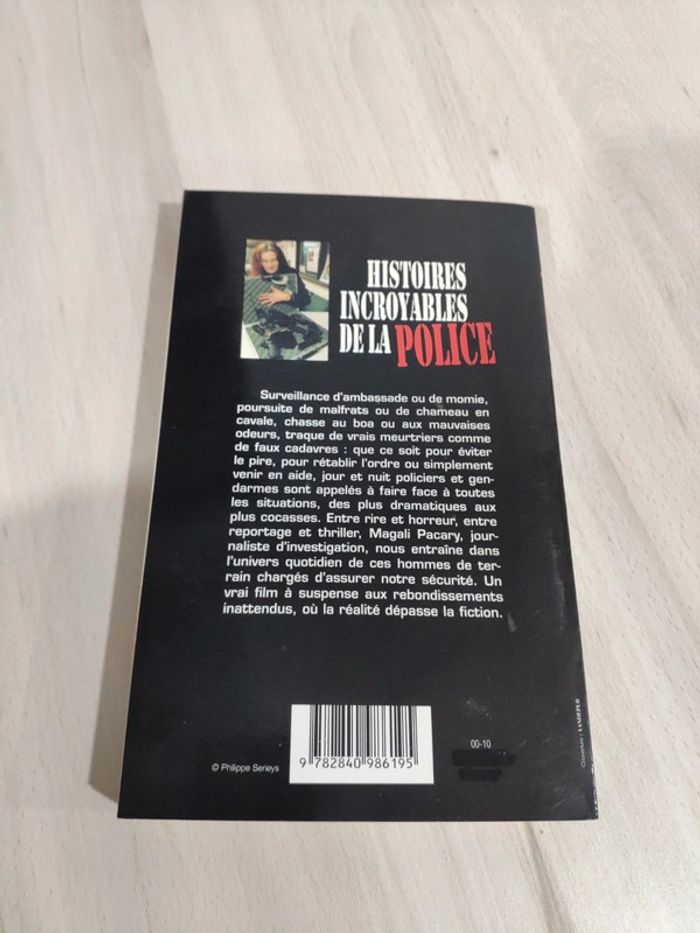 HISTOIRES
INCROYABLES
DE LA POLICE
Surveillance d'ambassade ou de momie,
poursuite de malfrats ou de chameau en
cavale, chasse au boa ou aux mauvaises
odeurs, traque de vrais meurtriers comme
de faux cadavres : que ce soit pour éviter
le pire, pour rétablir l'ordre ou simplement
venir en aide, jour et nuit policiers et gen-
darmes sont appelés à faire face à toutes
les situations, des plus dramatiques aux
plus cocasses. Entre rire et horreur, entre
reportage et thriller, Magali Pacary, jour-
naliste d'investigation, nous entraîne dans
l'univers quotidien de ces hommes de ter-
rain chargés d'assurer notre sécurité. Un
vrai film à suspense aux rebondissements
inattendus, où la réalité dépasse la fiction.
© Philippe Serieys
9 782840 986195
00-10
Couverture : VANDEPUB